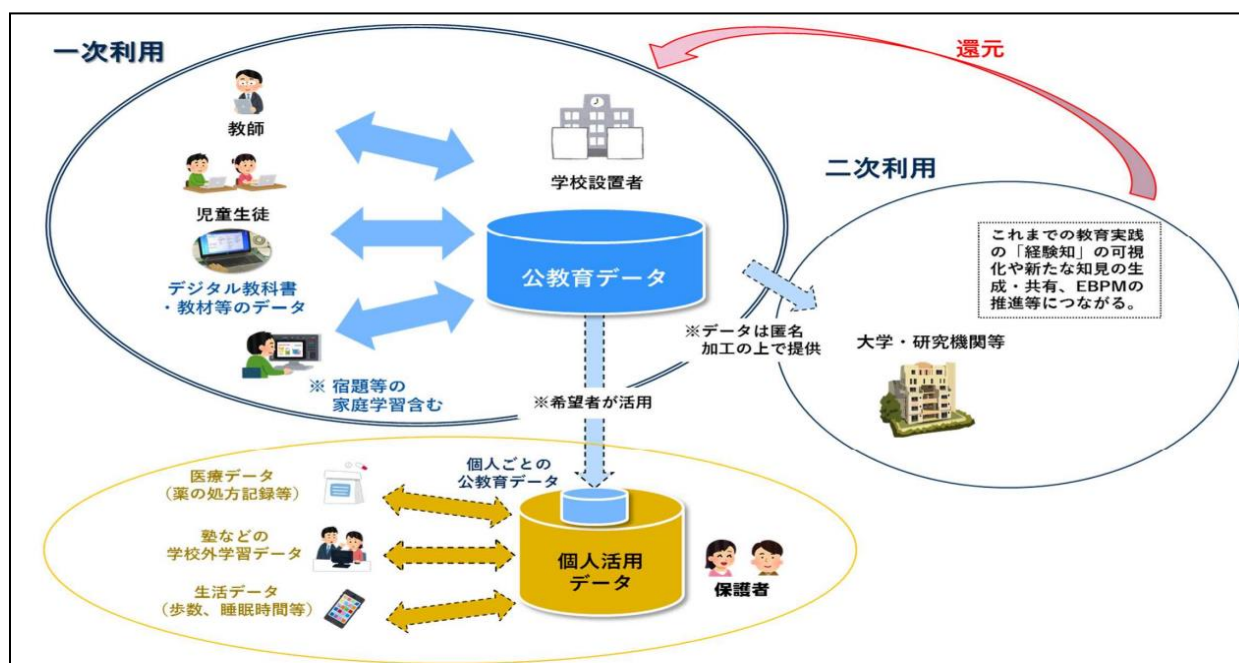 一次利用
還元
教師
学校設置者
二次利用
児童生徒
これまでの教育実践
の「経験知」の可視
化や新たな知見の生
成・共有、EBPMの
推進等につながる。
公教育データ
デジタル教科書
・教材等のデータ
※データは匿名
加工の上で提供
大学・研究機関等
※ 宿題等の
家庭学習含む
※希望者が活用
医療データ
（薬の処方記録等）
個人ごとの
公教育データ
塾などの
学校外学習データ
個人活用
データ
保護者
生活データ
（歩数、睡眠時間等）